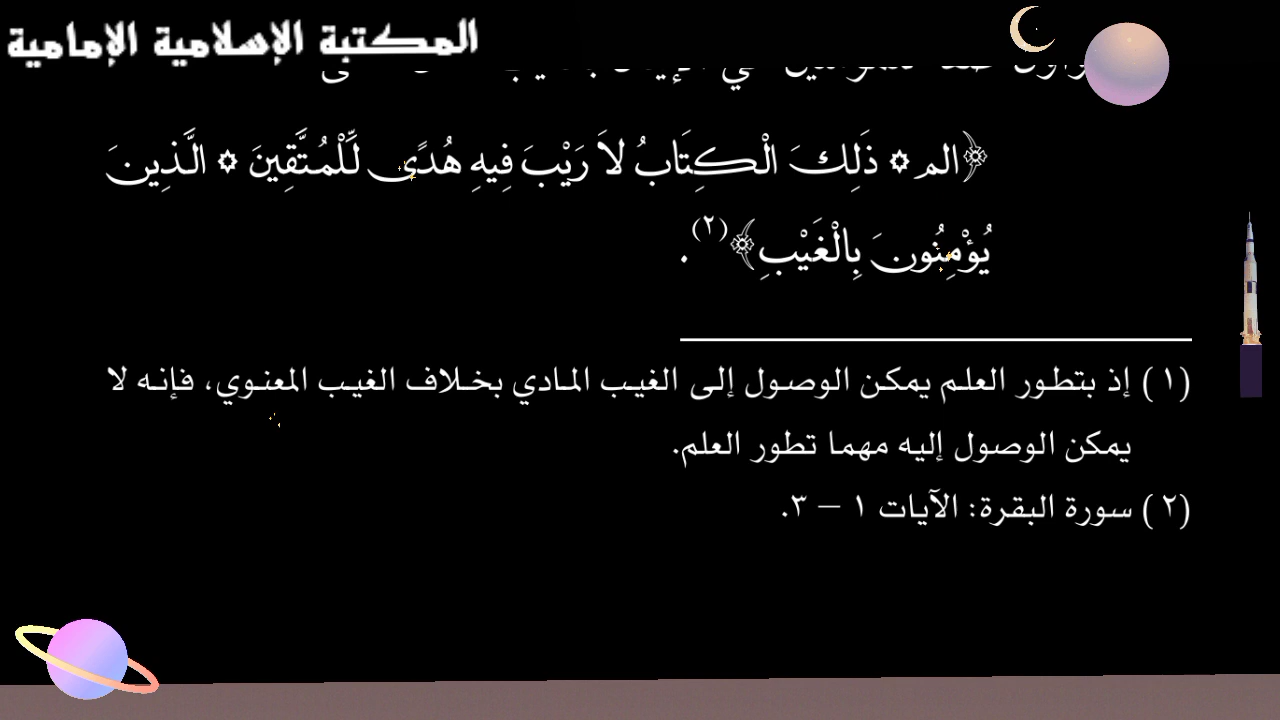 المكتبة الإسلامية الإمامية
﴿الم ۞ ذَلِكَ الْكِتَابُ لاَ رَيْبَ فِيهِ هُدًى لِّلْمُتَّقِينَ ۞ الَّذِينَ
يُؤْمِنُونَ بِالْغَيْبِ﴾(٢).
(١) إذ بتطور العلم يمكن الوصول إلى الغيب المادي بخلاف الغيب المعنوي، فإنه لا
يمكن الوصول إليه مهما تطور العلم.
(٢) سورة البقرة: الآيات ١ – ٣.